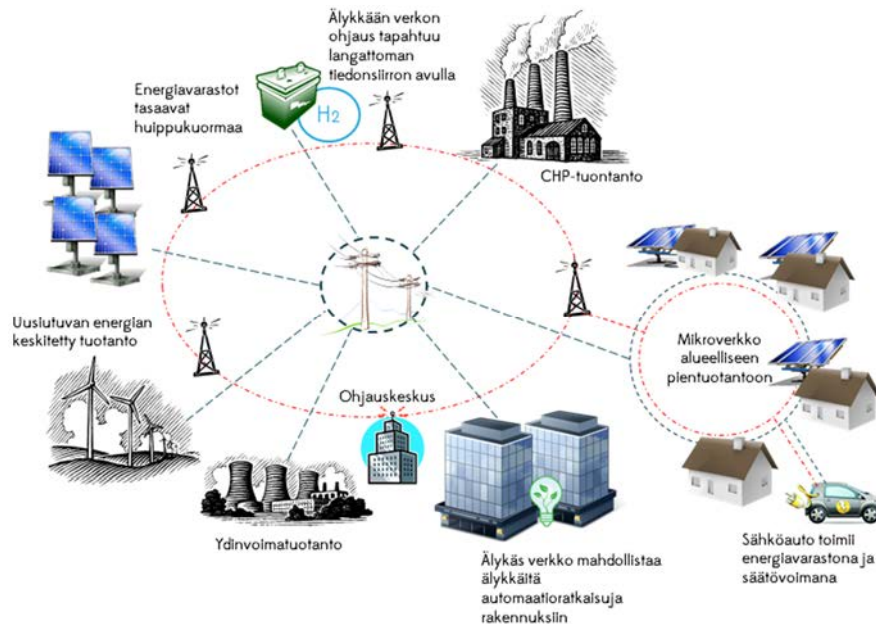 Älykkään verkon
ohjaus tapahtuu
langattoman
tiedonsiirron avulla
Energiavarastot
tasaavat
huippukuormaa
H2
CHP-tuontanto
Uusiutuvan energian
keskitetty tuotanto
Mikroverkko
alueelliseen
pientuotantoon
Ohjauskeskus
Ydinvoimatuotanto
Älykäs verkko mahdollistaa
älykkäitä
automaatioratkaisuja
rakennuksiin
Sähköauto toimii
energiavarastona ja
säätövoimana